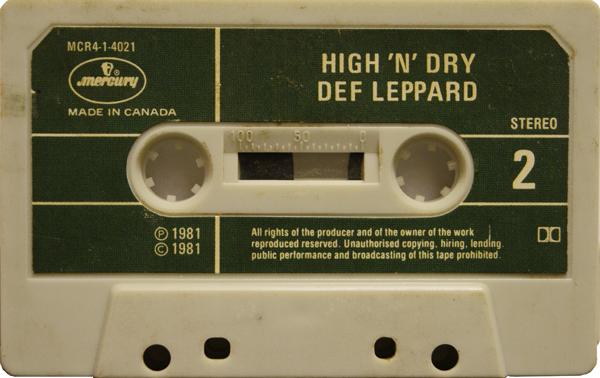 MCR4-1-4021
mercury
®
MADE IN CANADA
HIGH 'N' DRY
DEF LEPPARD
STEREO
2
100 50 0
Ⓟ 1981
© 1981
All rights of the producer and of the owner of the work
reproduced reserved. Unauthorised copying, hiring, lending,
public performance and broadcasting of this tape prohibited.